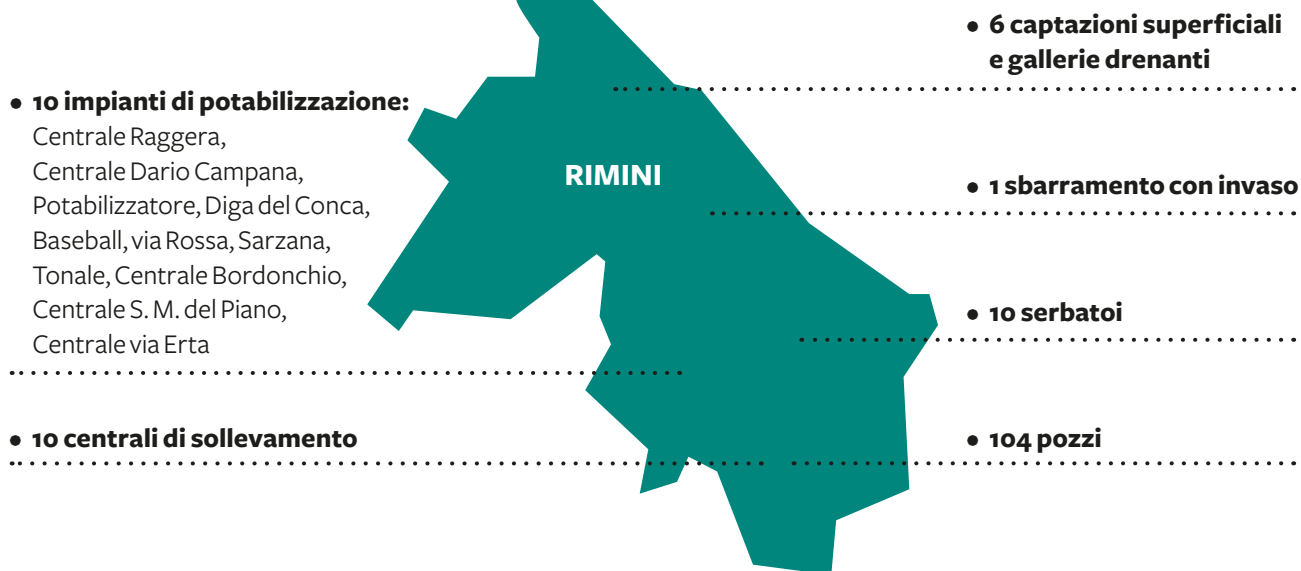 • 10 impianti di potabilizzazione:
Centrale Raggera,
Centrale Dario Campana,
Potabilizzatore, Diga del Conca,
Baseball, via Rossa, Sarzana,
Tonale, Centrale Bordonchio,
Centrale S. M. del Piano,
Centrale via Erta
• 10 centrali di sollevamento
RIMINI
• 6 captazioni superficiali
e gallerie drenanti
• 1 sbarramento con invaso
• 10 serbatoi
• 104 pozzi